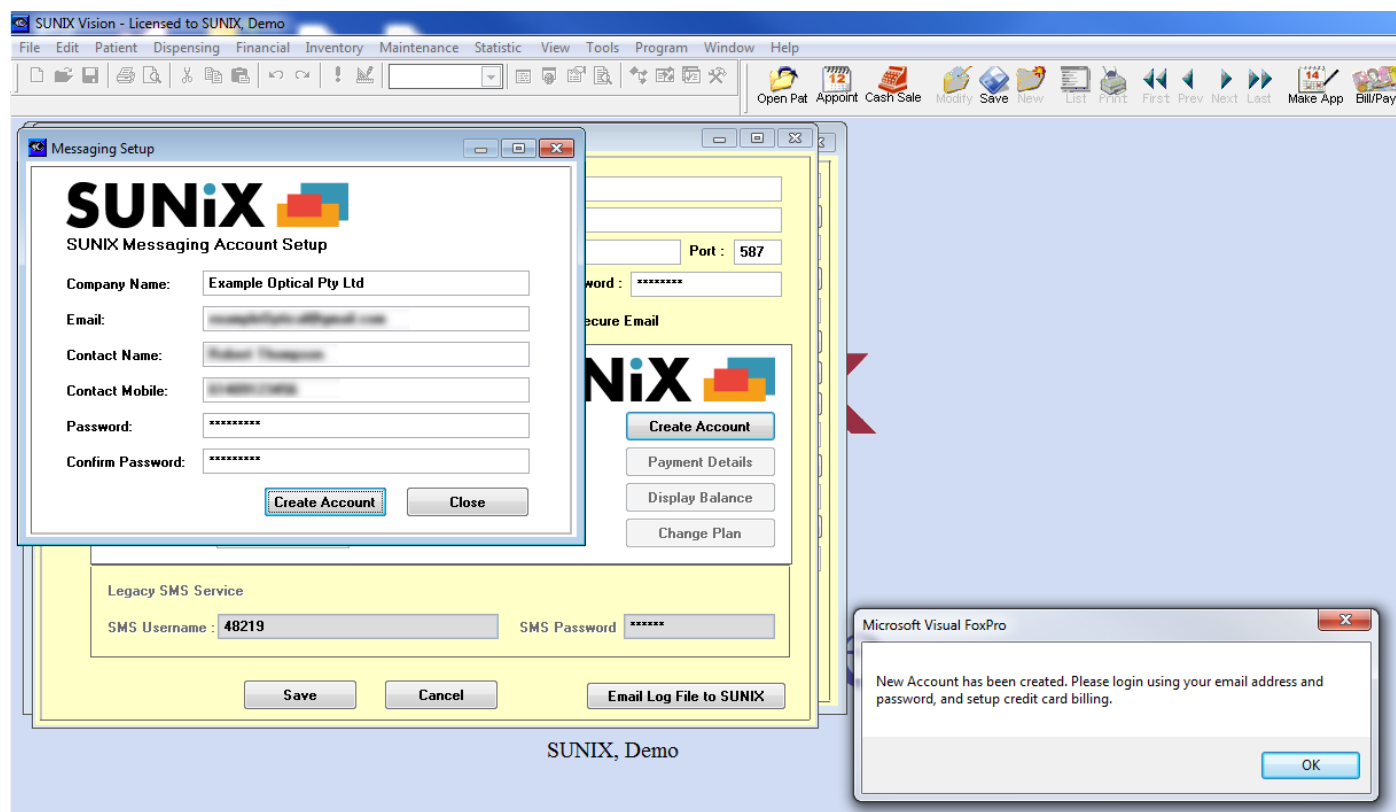 SUNIX Vision - Licensed to SUNIX, Demo
File Edit Patient Dispensing Financial Inventory Maintenance Statistic View Tools Program Window Help
12
14
Open Pat Appoint Cash Sale Modify Save New List Print First Prev Next Last Make App Bill/Pay
Messaging Setup
SUNiX
SUNIX Messaging Account Setup
Company Name: Example Optical Pty Ltd
Email:
Contact Name:
Contact Mobile:
Password: *********
Confirm Password: *********
Create Account Close
Port : 587
word : ********
ecure Email
NiX
Create Account
Payment Details
Display Balance
Change Plan
Legacy SMS Service
SMS Username : 48219 SMS Password ******
Save Cancel Email Log File to SUNIX
SUNIX, Demo
Microsoft Visual FoxPro
New Account has been created. Please login using your email address and
password, and setup credit card billing.
OK